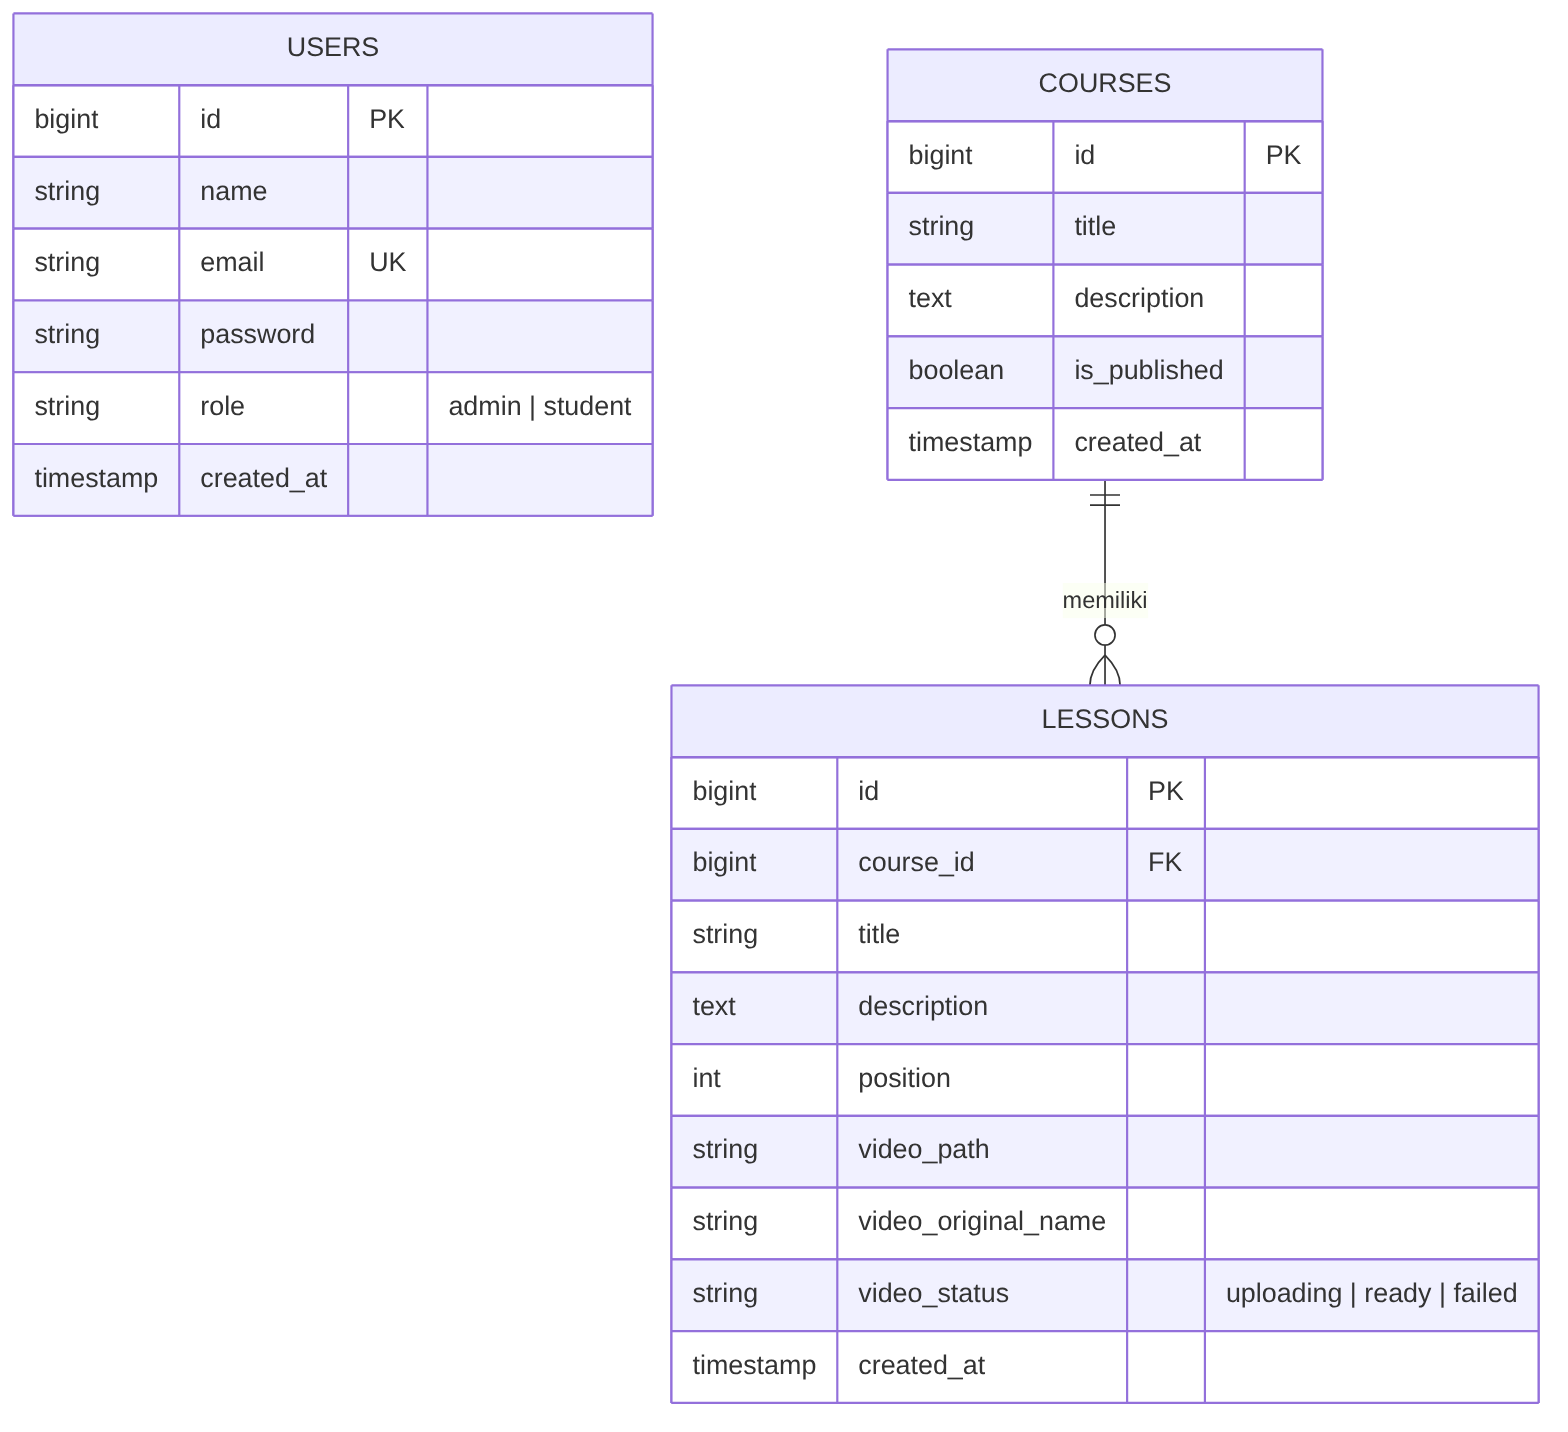 USERS
bigint id PK
string name
string email UK
string password
string role admin | student
timestamp created_at
COURSES
bigint id PK
string title
text description
boolean is_published
timestamp created_at
memiliki
LESSONS
bigint id PK
bigint course_id FK
string title
text description
int position
string video_path
string video_original_name
string video_status uploading | ready | failed
timestamp created_at